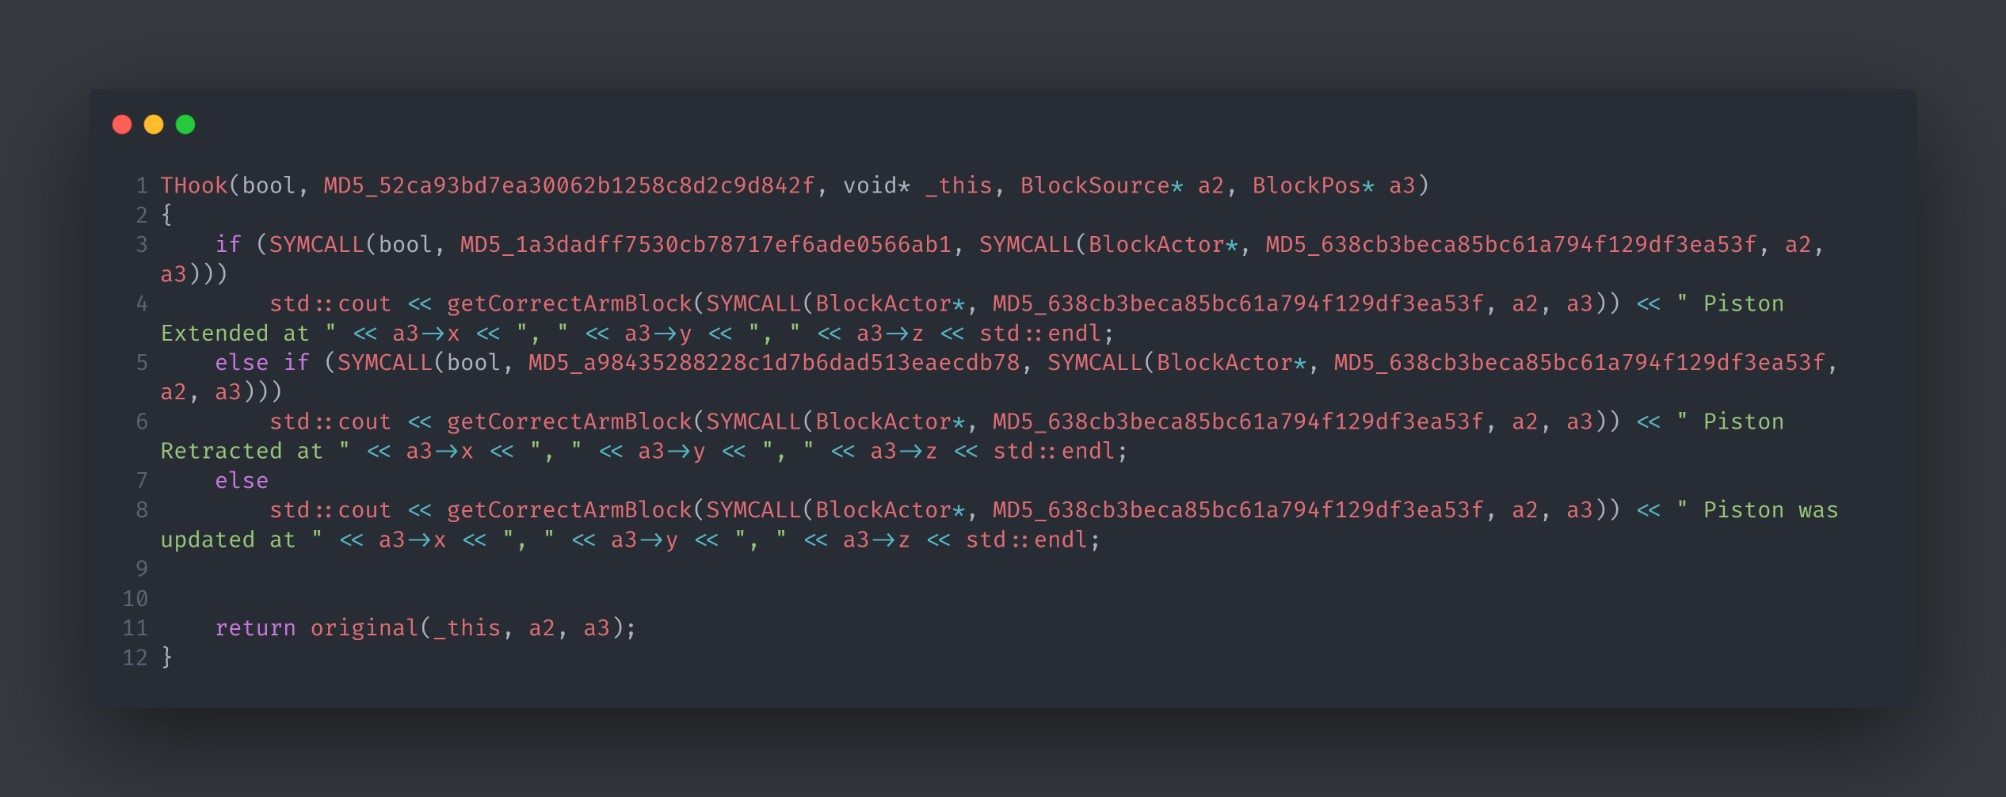 1 THook(bool, MD5_52ca93bd7ea30062b1258c8d2c9d842f, void* _this, BlockSource* a2, BlockPos* a3)
2 {
3     if (SYMCALL(bool, MD5_1a3dadff7530cb78717ef6ade0566ab1, SYMCALL(BlockActor*, MD5_638cb3beca85bc61a794f129df3ea53f, a2,
a3)))
4         std::cout << getCorrectArmBlock(SYMCALL(BlockActor*, MD5_638cb3beca85bc61a794f129df3ea53f, a2, a3)) << " Piston
Extended at " << a3->x << ", " << a3->y << ", " << a3->z << std::endl;
5     else if (SYMCALL(bool, MD5_a98435288228c1d7b6dad513eaecdb78, SYMCALL(BlockActor*, MD5_638cb3beca85bc61a794f129df3ea53f,
a2, a3)))
6         std::cout << getCorrectArmBlock(SYMCALL(BlockActor*, MD5_638cb3beca85bc61a794f129df3ea53f, a2, a3)) << " Piston
Retracted at " << a3->x << ", " << a3->y << ", " << a3->z << std::endl;
7     else
8         std::cout << getCorrectArmBlock(SYMCALL(BlockActor*, MD5_638cb3beca85bc61a794f129df3ea53f, a2, a3)) << " Piston was
updated at " << a3->x << ", " << a3->y << ", " << a3->z << std::endl;
9
10
11     return original(_this, a2, a3);
12 }